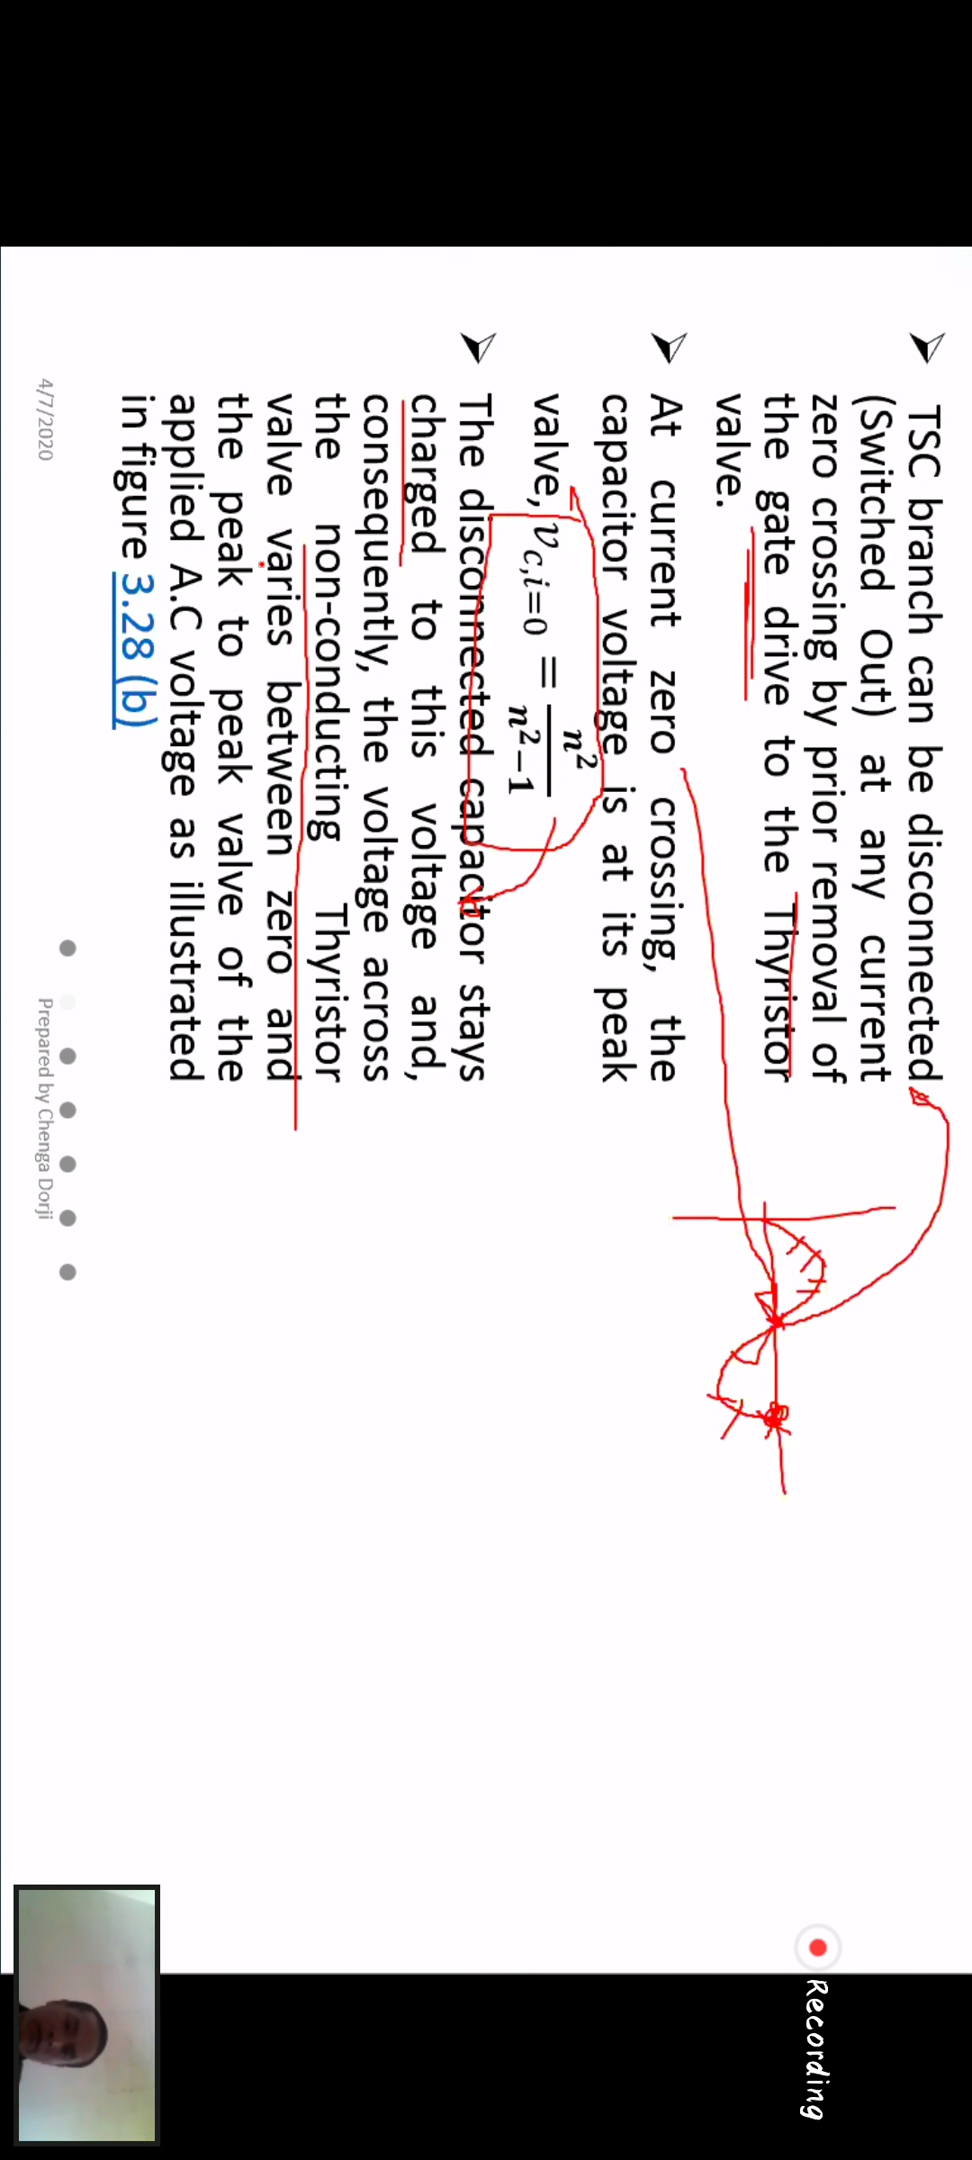 ➤ TSC branch can be disconnected
(Switched Out) at any current
zero crossing by prior removal of
the gate drive to the Thyristor
valve.
➤ At current zero crossing, the
capacitor voltage is at its peak
valve, v_{c,i=0} = n²/(n²−1)
➤ The disconnected capacitor stays
charged to this voltage and,
consequently, the voltage across
the non-conducting Thyristor
valve varies between zero and
the peak to peak valve of the
applied A.C voltage as illustrated
in figure 3.28 (b)
4/7/2020
Prepared by Chenga Dorji
Recording